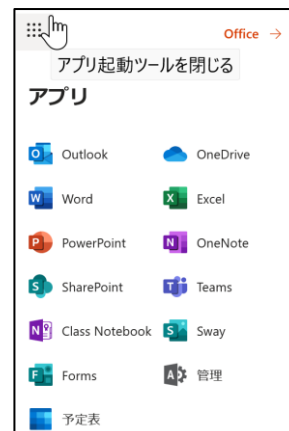 Office →
アプリ起動ツールを閉じる
アプリ
Outlook OneDrive
Word Excel
PowerPoint OneNote
SharePoint Teams
Class Notebook Sway
Forms 管理
予定表